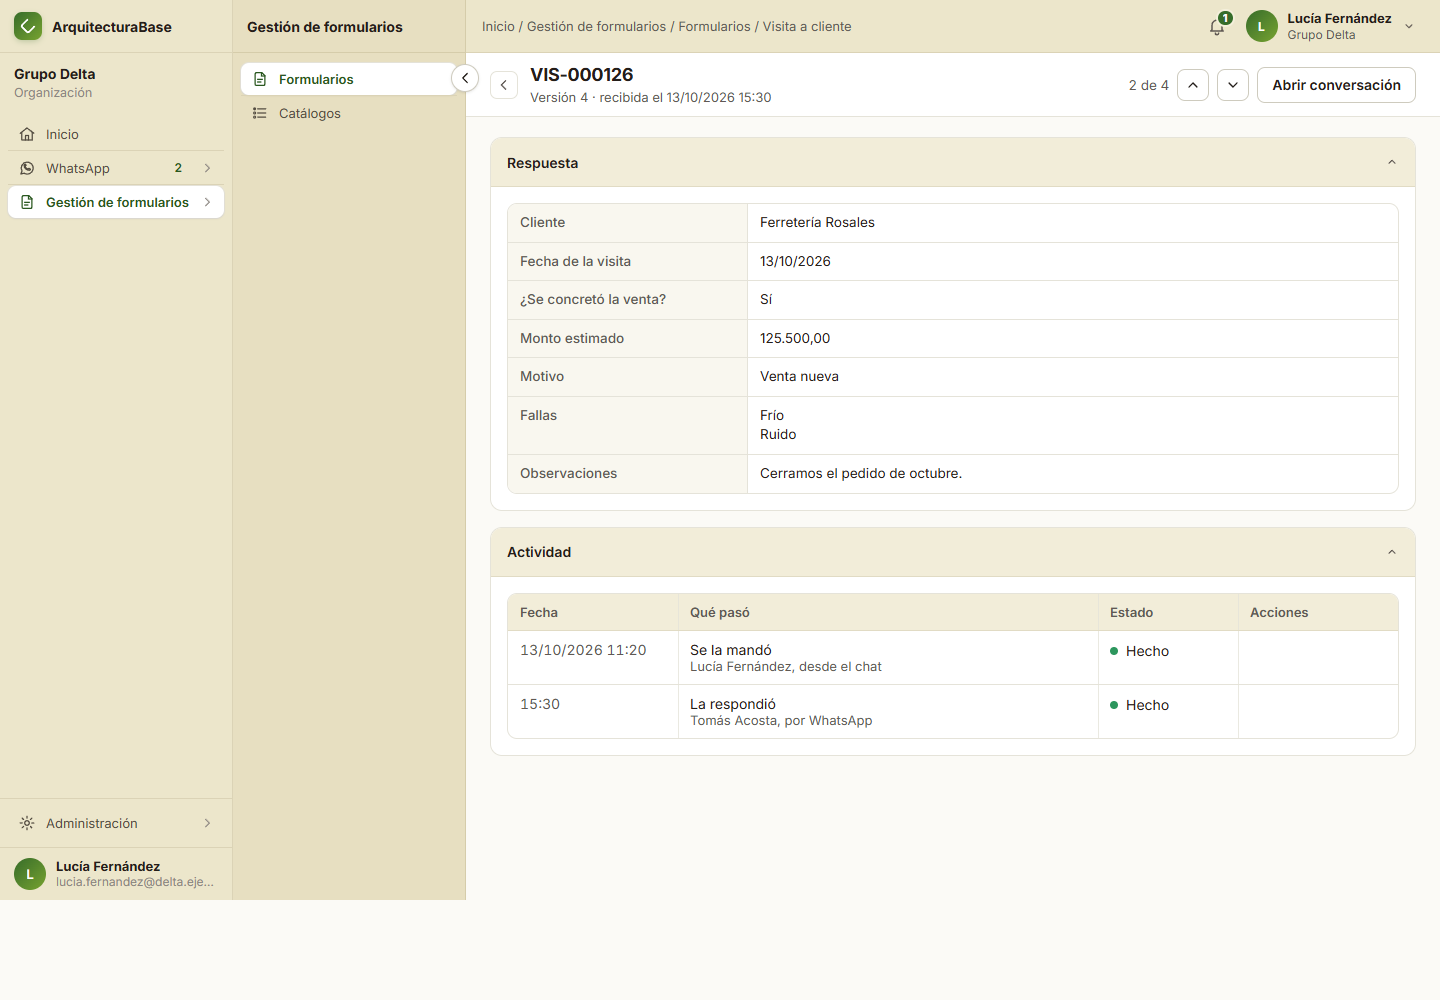 ArquitecturaBase
Gestión de formularios
Inicio / Gestión de formularios / Formularios / Visita a cliente
1
L
Lucía Fernández
Grupo Delta
Grupo Delta
Organización
Inicio
WhatsApp 2
Gestión de formularios
Formularios
Catálogos
VIS-000126
Versión 4 · recibida el 13/10/2026 15:30
2 de 4
Abrir conversación
Respuesta
Cliente Ferretería Rosales
Fecha de la visita 13/10/2026
¿Se concretó la venta? Sí
Monto estimado 125.500,00
Motivo Venta nueva
Fallas Frío
Ruido
Observaciones Cerramos el pedido de octubre.
Actividad
Fecha Qué pasó Estado Acciones
13/10/2026 11:20 Se la mandó Hecho
Lucía Fernández, desde el chat
15:30 La respondió Hecho
Tomás Acosta, por WhatsApp
Administración
L
Lucía Fernández
lucia.fernandez@delta.eje...